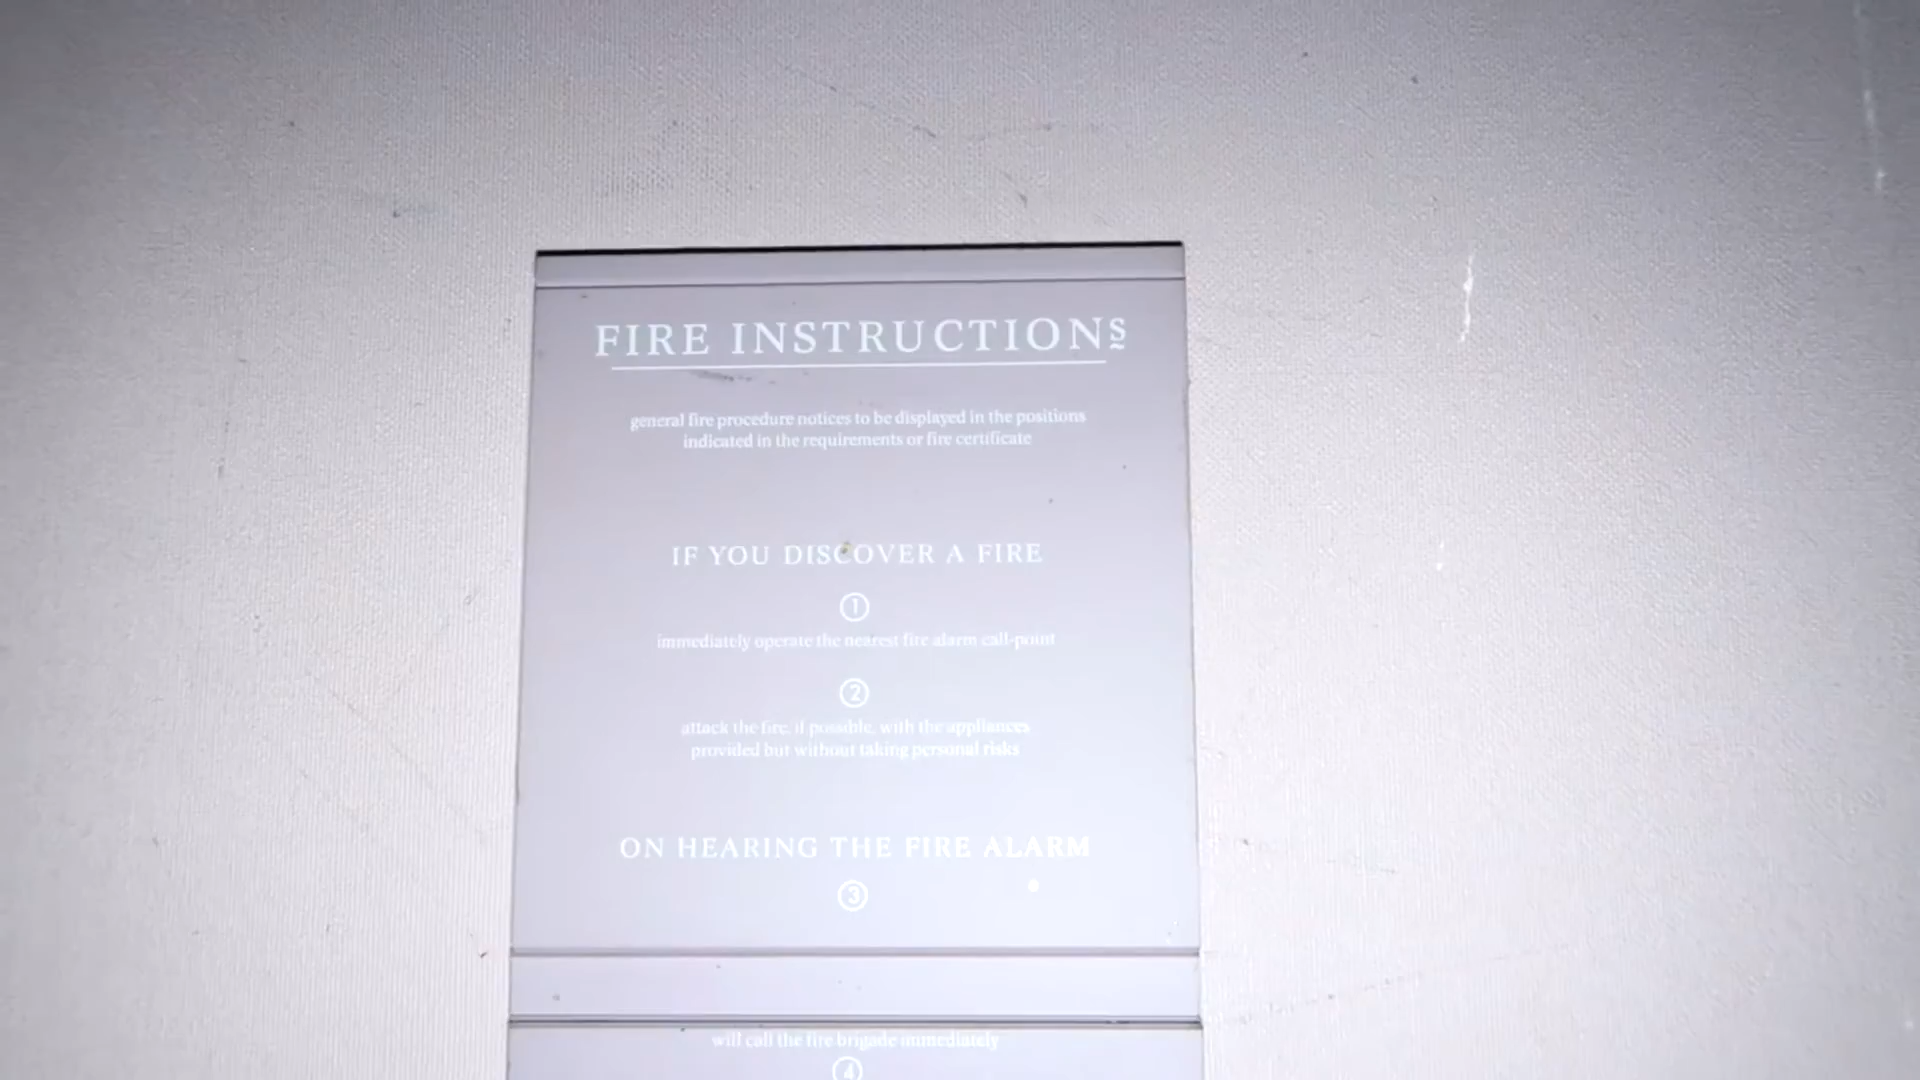 FIRE INSTRUCTIONS
general fire procedure notices to be displayed in the positions
indicated in the requirements or fire certificate
IF YOU DISCOVER A FIRE
1
immediately operate the nearest fire alarm call-point
2
attack the fire, if possible, with the appliances
provided but without taking personal risks
ON HEARING THE FIRE ALARM
3
will call the fire brigade immediately
4